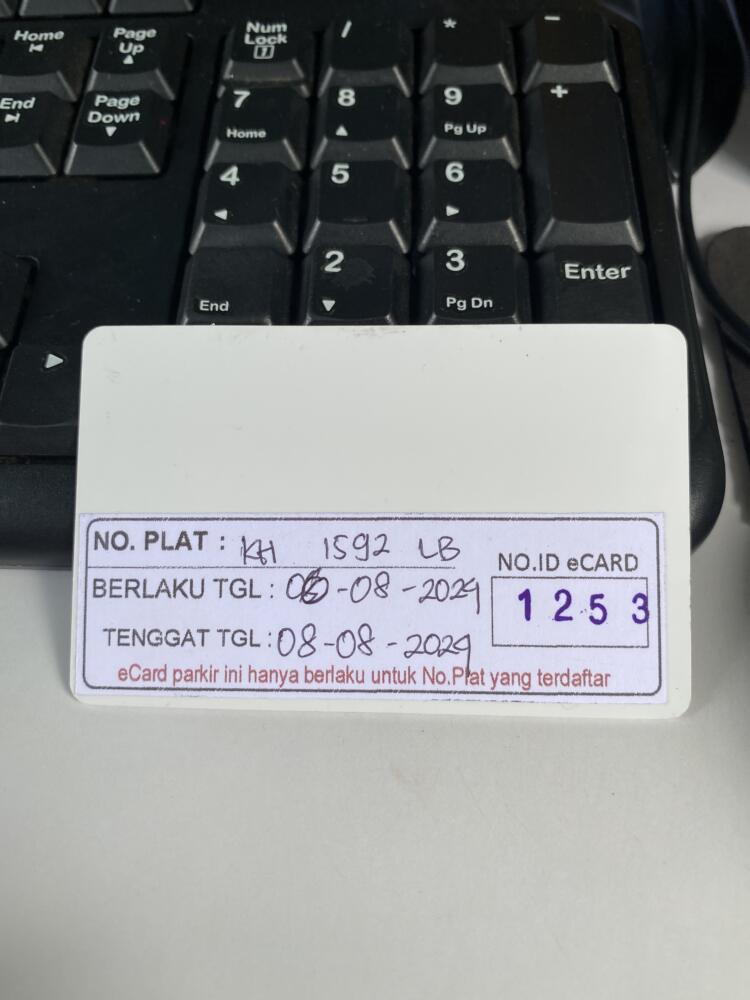 Home
Page Up
Num Lock
/
*
-
End
Page Down
7 Home
8
9 Pg Up
+
4
5
6
End
2
3 Pg Dn
Enter
NO. PLAT : KH 1592 LB
NO.ID eCARD
BERLAKU TGL : 06-08-2024
1253
TENGGAT TGL : 08-08-2024
eCard parkir ini hanya berlaku untuk No.Plat yang terdaftar